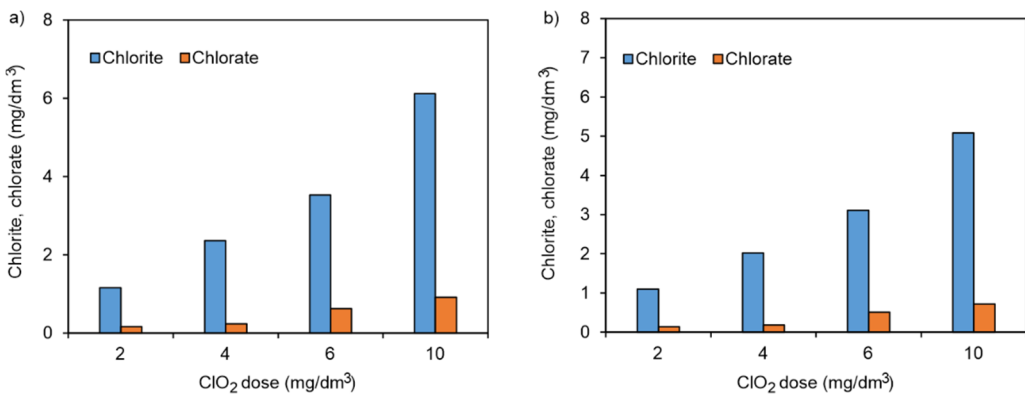 a)
Chlorite, chlorate (mg/dm³)
8
6
4
2
0
Chlorite Chlorate
2 4 6 10
ClO₂ dose (mg/dm³)
b)
Chlorite, chlorate (mg/dm³)
8
7
6
5
4
3
2
1
0
Chlorite Chlorate
2 4 6 10
ClO₂ dose (mg/dm³)